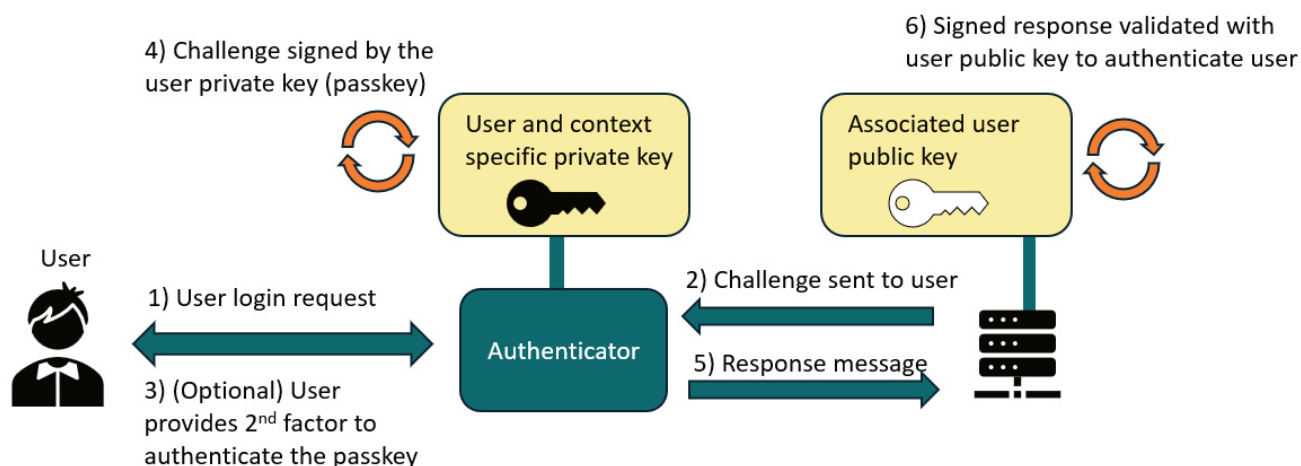 4) Challenge signed by the
user private key (passkey)
6) Signed response validated with
user public key to authenticate user
User and context
specific private key
Associated user
public key
User
1) User login request
2) Challenge sent to user
Authenticator
5) Response message
3) (Optional) User
provides 2nd factor to
authenticate the passkey